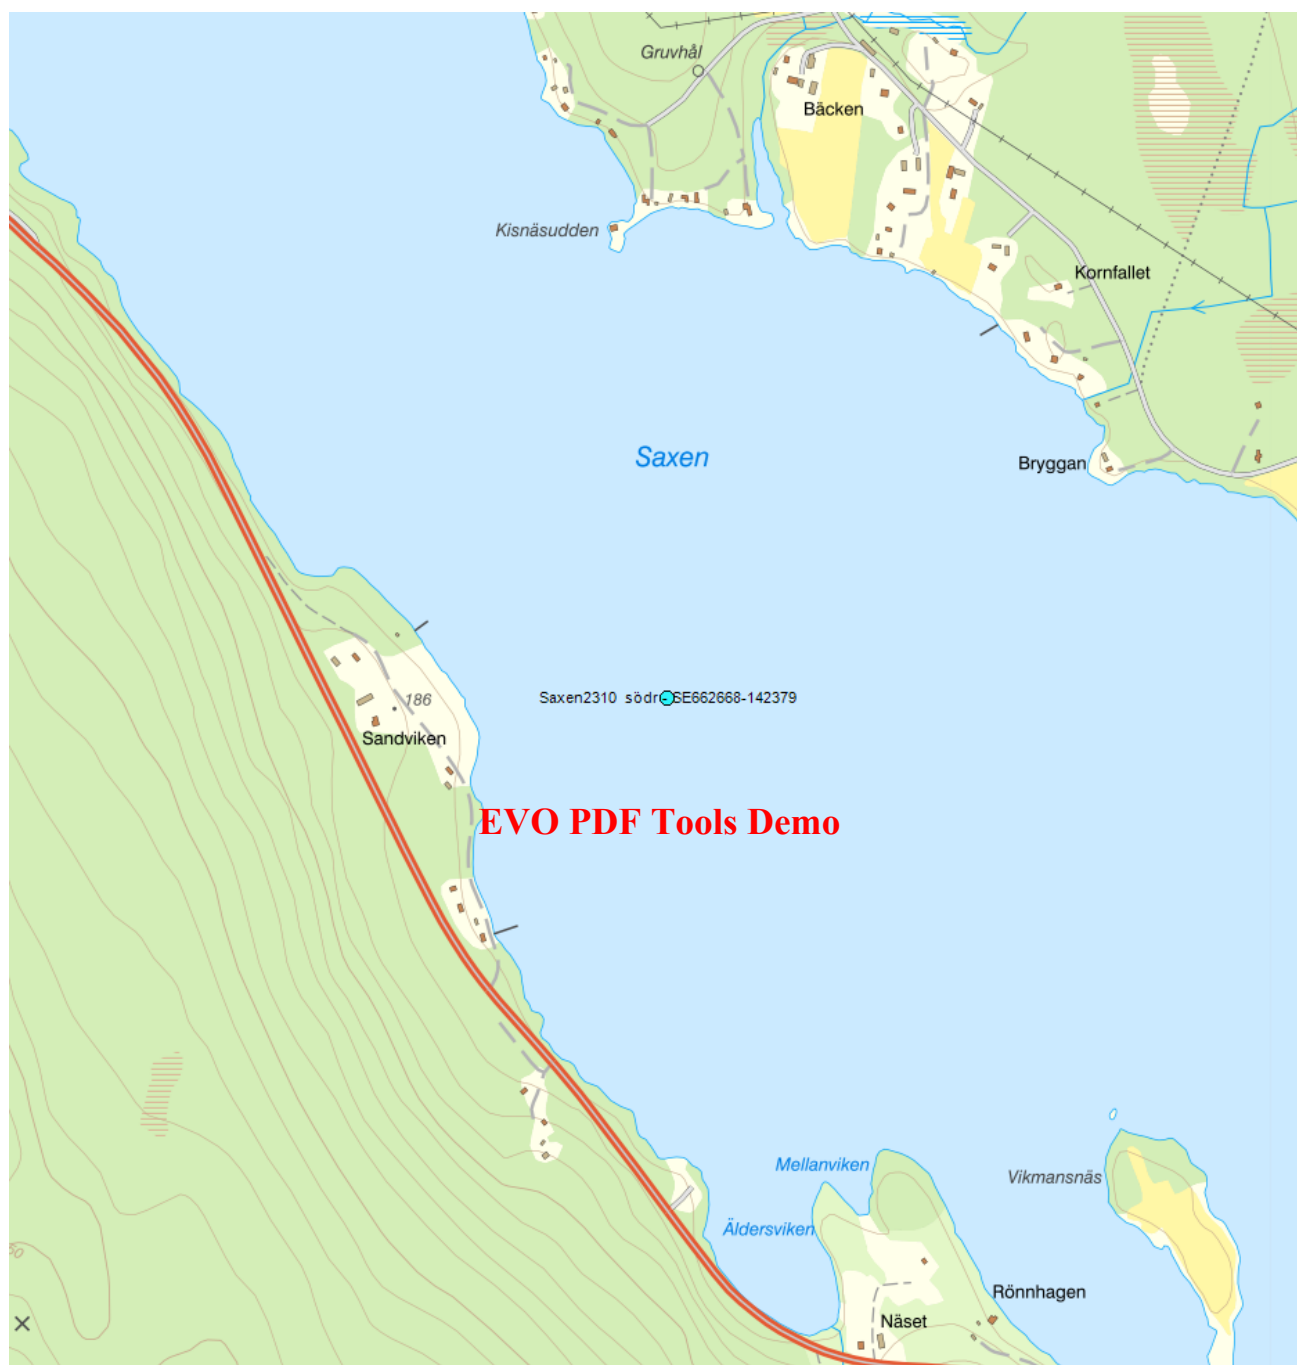 Gruvhål
Bäcken
Kisnäsudden
Kornfallet
Saxen
Bryggan
Saxen2310 södr SE662668-142379
186
Sandviken
EVO PDF Tools Demo
Mellanviken
Vikmansnäs
Äldersviken
Rönnhagen
Näset